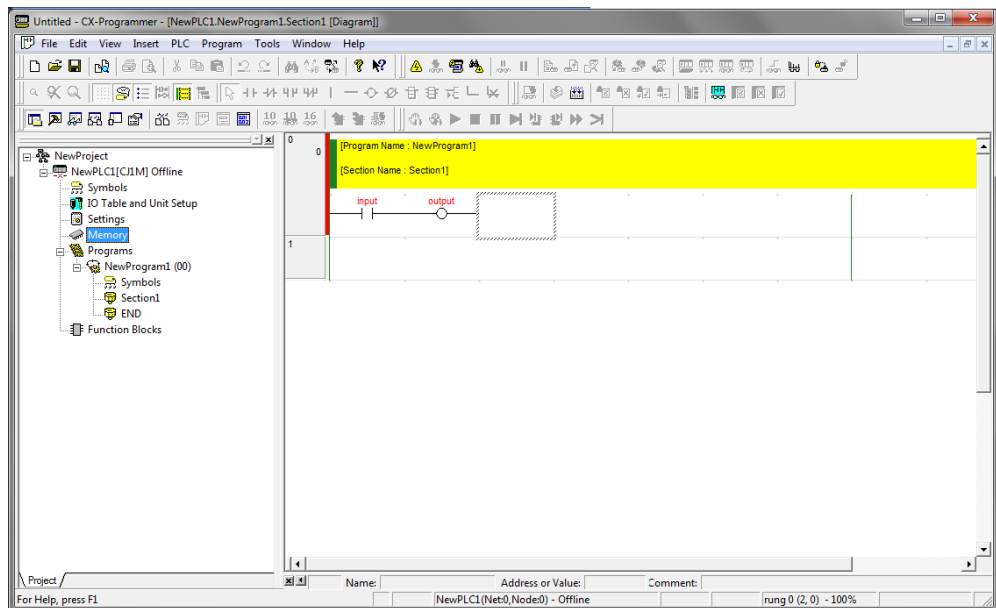 Untitled - CX-Programmer - [NewPLC1.NewProgram1.Section1 [Diagram]]
File Edit View Insert PLC Program Tools Window Help
10 10 16
NewProject
NewPLC1[CJ1M] Offline
Symbols
IO Table and Unit Setup
Settings
Memory
Programs
NewProgram1 (00)
Symbols
Section1
END
Function Blocks
Project
0
0
[Program Name : NewProgram1]
[Section Name : Section1]
input output
1
Name: Address or Value: Comment:
For Help, press F1
NewPLC1(Net:0,Node:0) - Offline
rung 0 (2, 0) - 100%